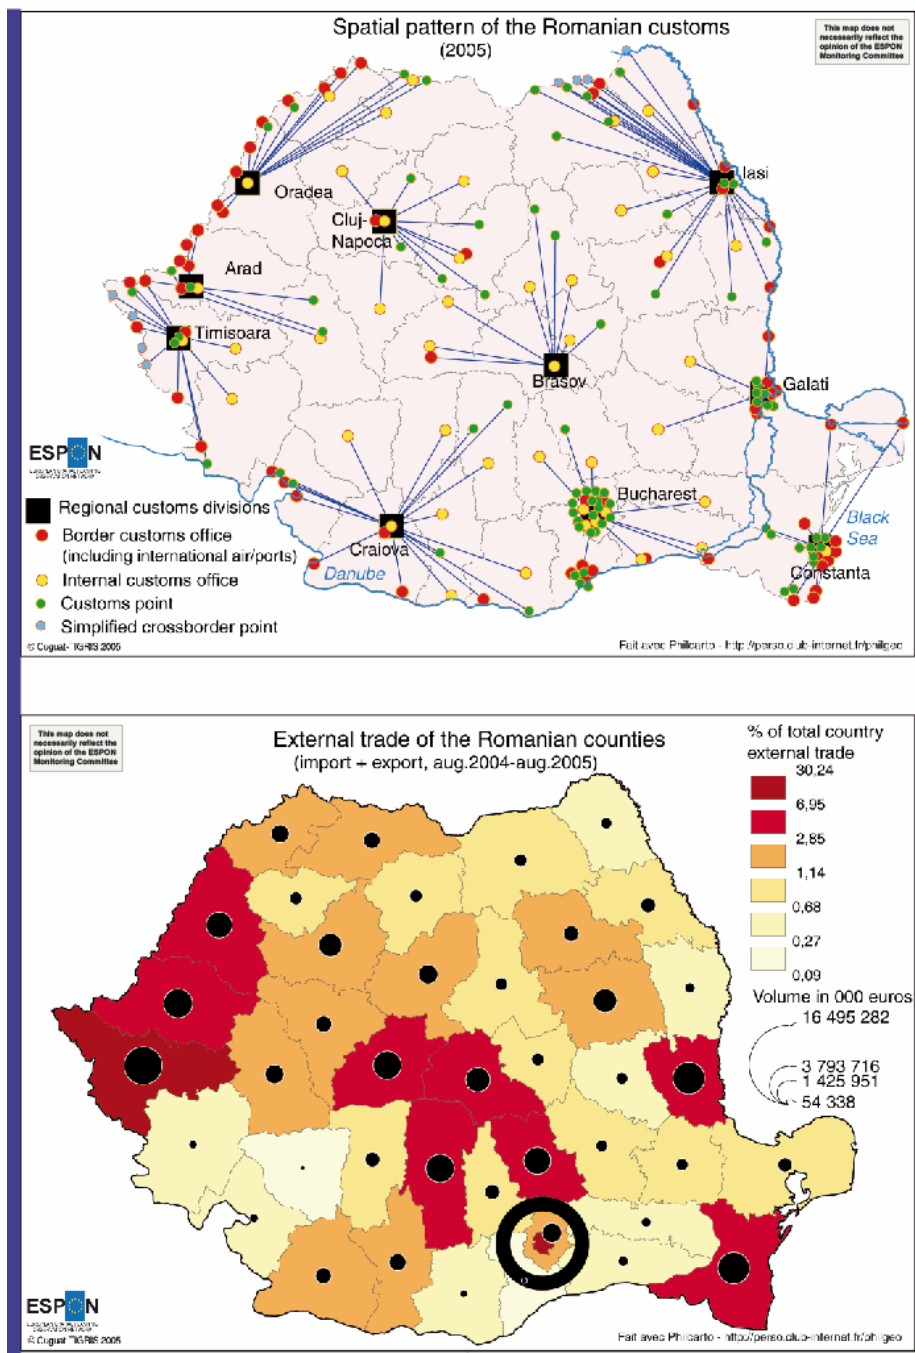 Spatial pattern of the Romanian customs
(2005)
This map does not
necessarily reflect the
opinion of the ESPON
Monitoring Committee
Iasi
Oradea
Cluj-
Napoca
Arad
Timisoara
Brasov
Galati
ESPON
Bucharest
Regional customs divisions
Border customs office
(including international air/ports)
Internal customs office
Customs point
Simplified crossborder point
Craiova
Danube
Black
Sea
Constanta
© Cuguat-TIGRIS 2005
Fait avec Philcarto - http://perso.club-internet.fr/philgeo
This map does not
necessarily reflect the
opinion of the ESPON
Monitoring Committee
External trade of the Romanian counties
(import + export, aug.2004-aug.2005)
% of total country
external trade
30,24
6,95
2,85
1,14
0,68
0,27
0,09
Volume in 000 euros
16 495 282
3 793 716
1 425 951
54 338
ESPON
© Cuguat TIGRIS 2005
Fait avec Philcarto - http://perso.club-internet.fr/philgeo